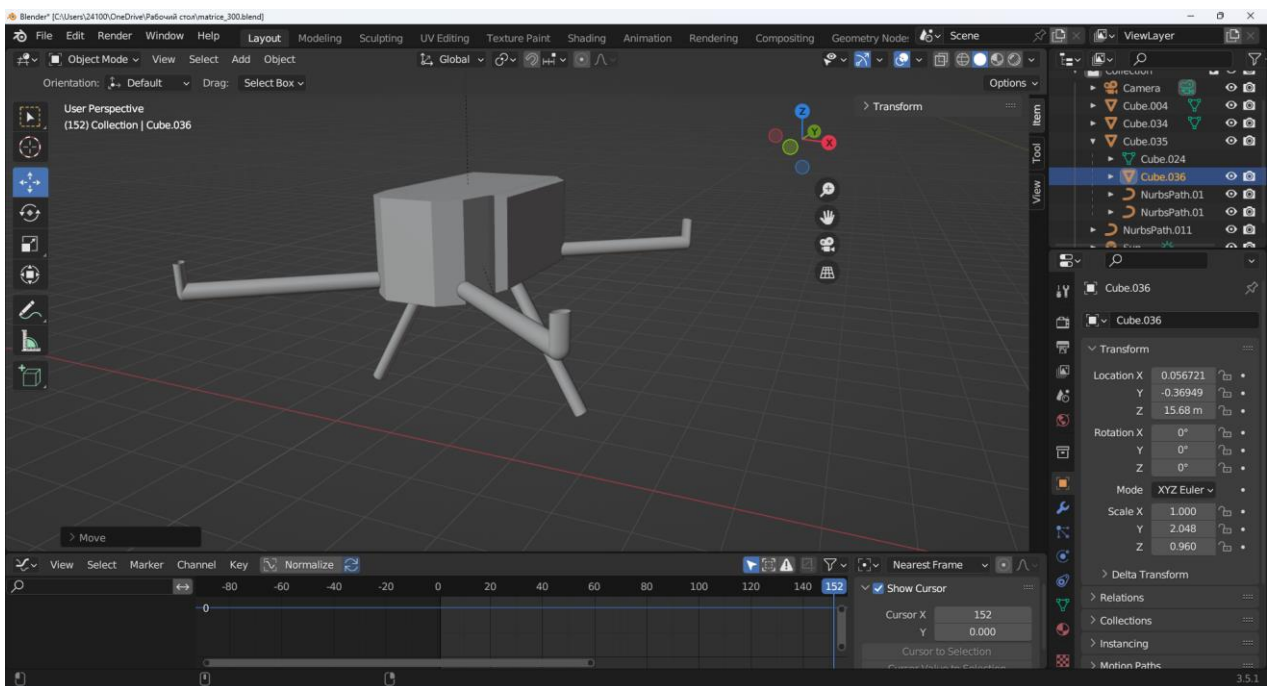 Blender* [C:\Users\24100\OneDrive\Рабочий стол\matrice_300.blend]
File Edit Render Window Help Layout Modeling Sculpting UV Editing Texture Paint Shading Animation Rendering Compositing Geometry Node Scene ViewLayer
Object Mode View Select Add Object Global
Orientation: Default Drag: Select Box Options
User Perspective
(152) Collection | Cube.036
Transform
Item
Tool
View
X
Y
Z
Move
Collection
Camera
Cube.004
Cube.034
Cube.035
Cube.024
Cube.036
NurbsPath.01
NurbsPath.01
NurbsPath.011
Sun
Cube.036
Cube.036
Transform
Location X 0.056721
Y -0.36949
Z 15.68 m
Rotation X 0°
Y 0°
Z 0°
Mode XYZ Euler
Scale X 1.000
Y 2.048
Z 0.960
Delta Transform
Relations
Collections
Instancing
Motion Paths
View Select Marker Channel Key Normalize Nearest Frame
-80 -60 -40 -20 0 20 40 60 80 100 120 140 152
0
Show Cursor
Cursor X 152
Y 0.000
Cursor to Selection
Cursor Value to Selection
3.5.1